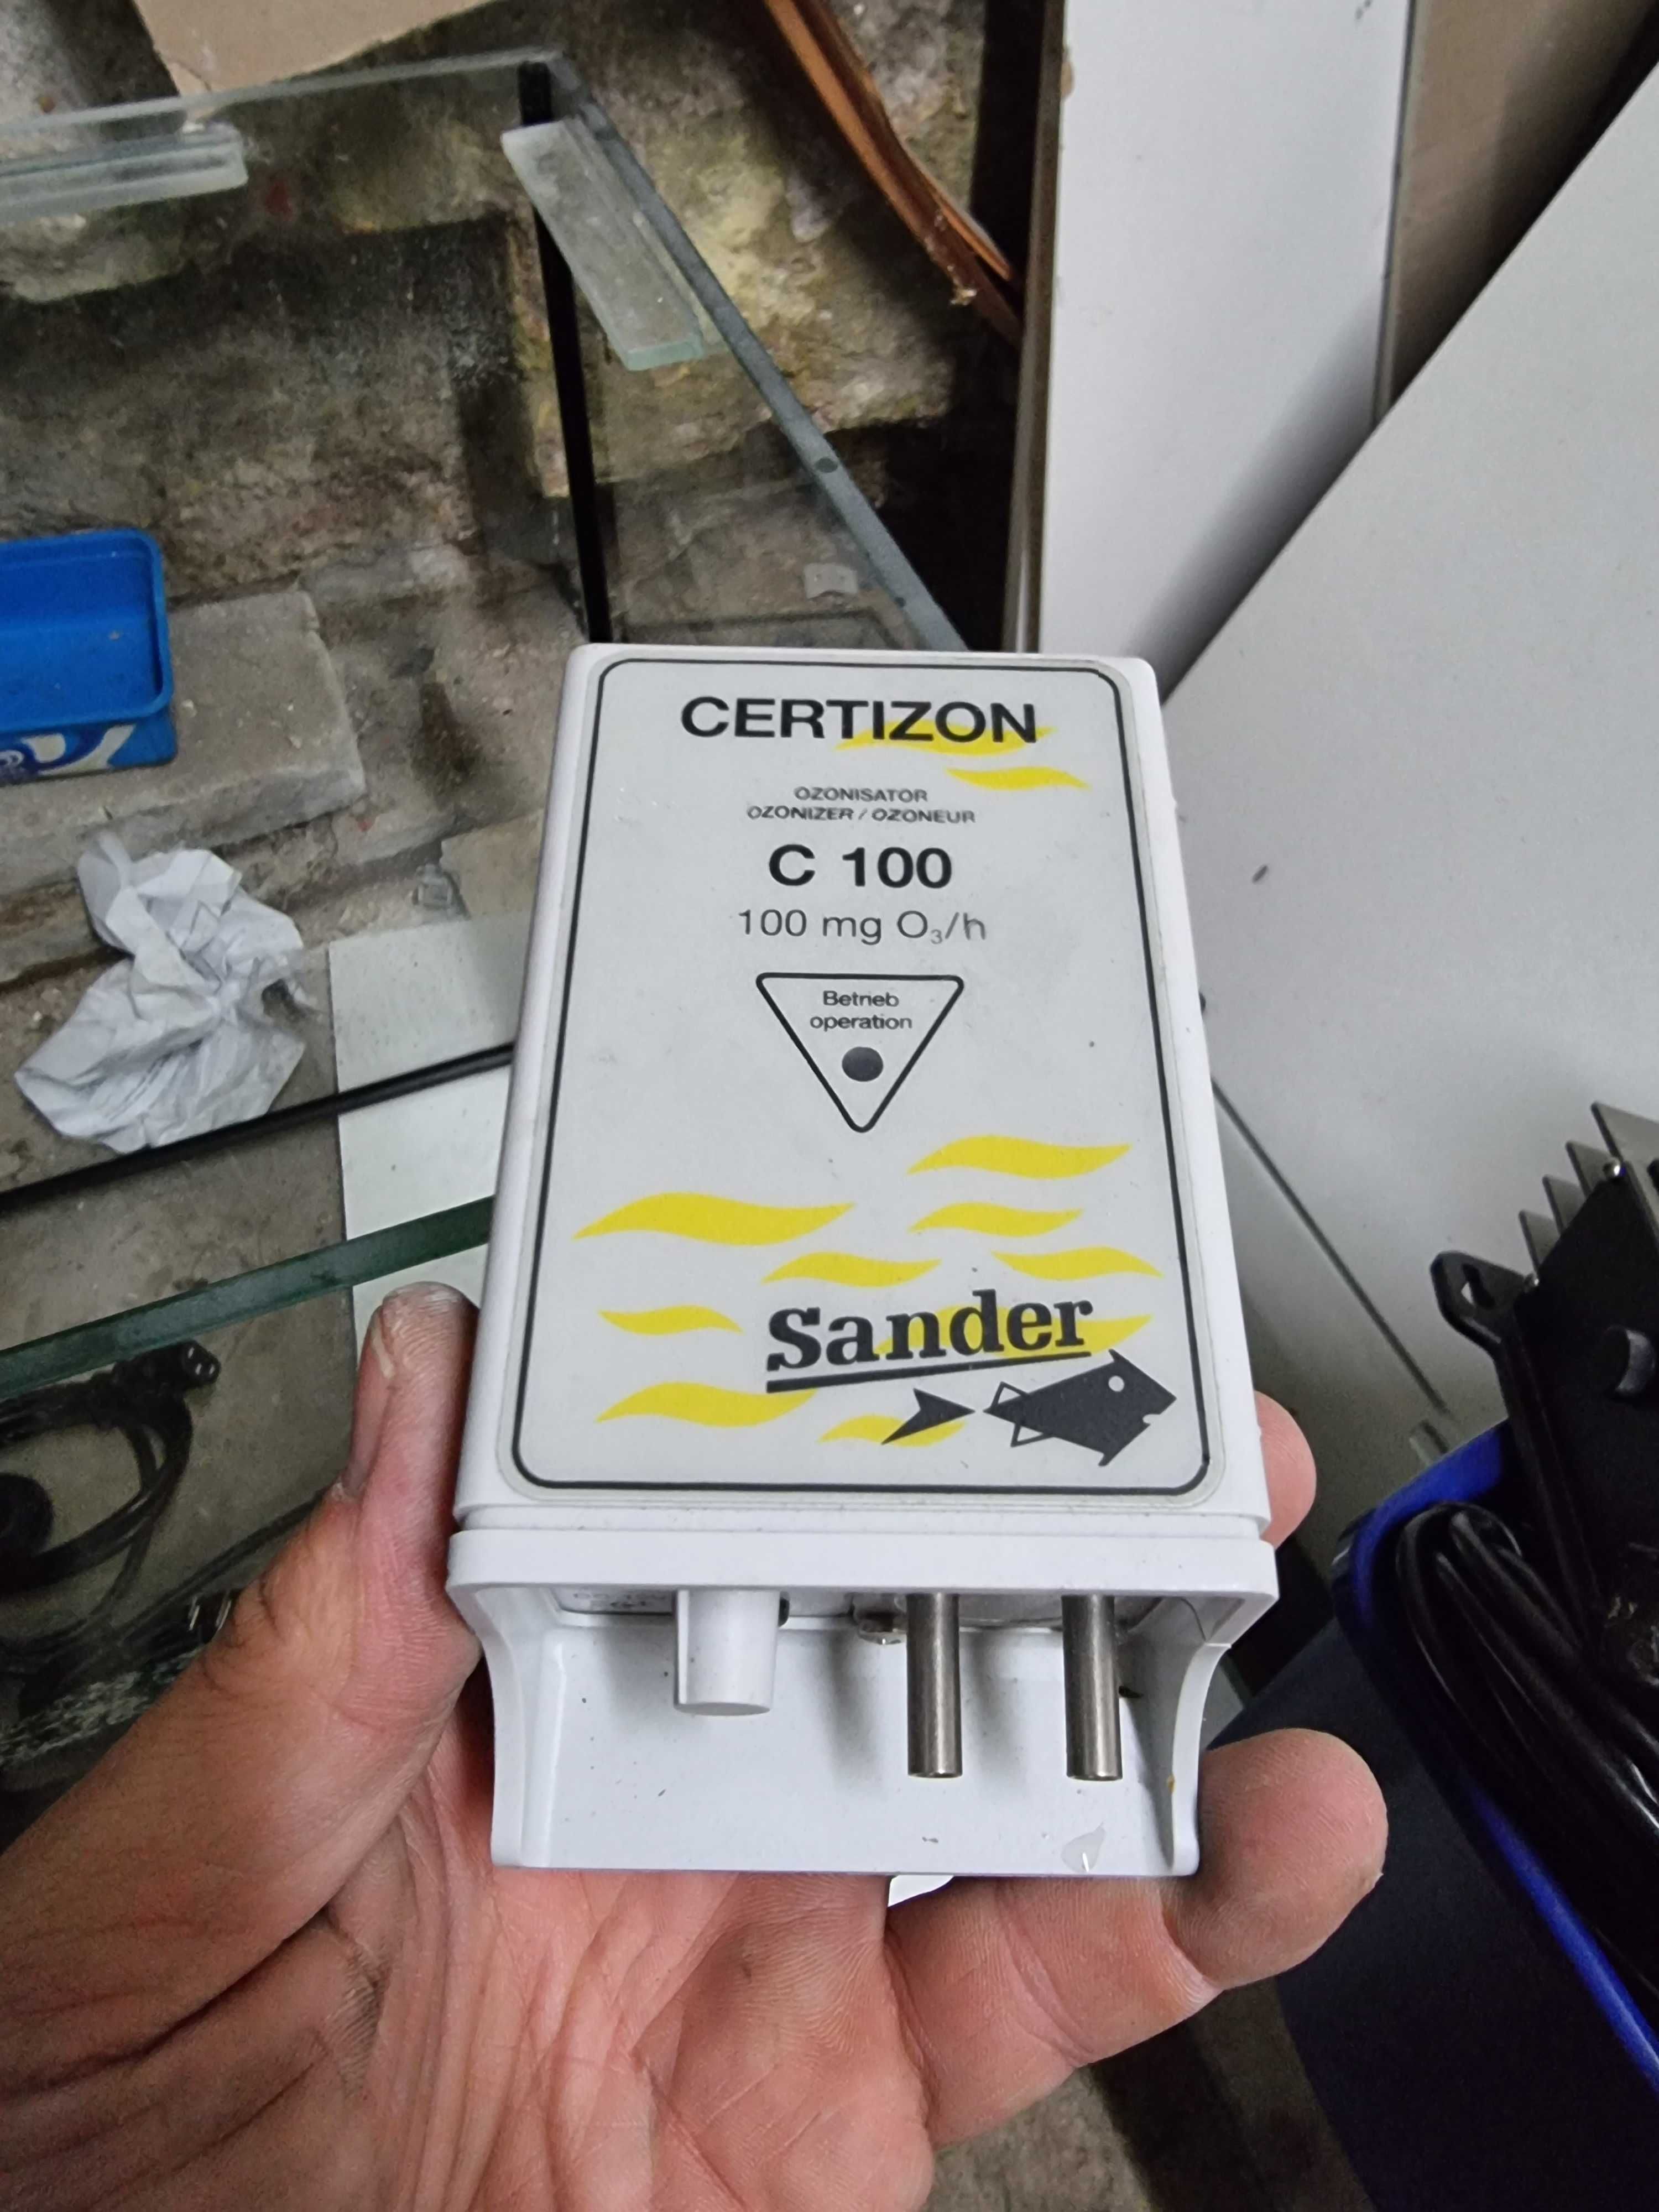 CERTIZON
OZONISATOR
OZONIZER / OZONEUR
C 100
100 mg O₃/h
Betrieb
operation
Sander